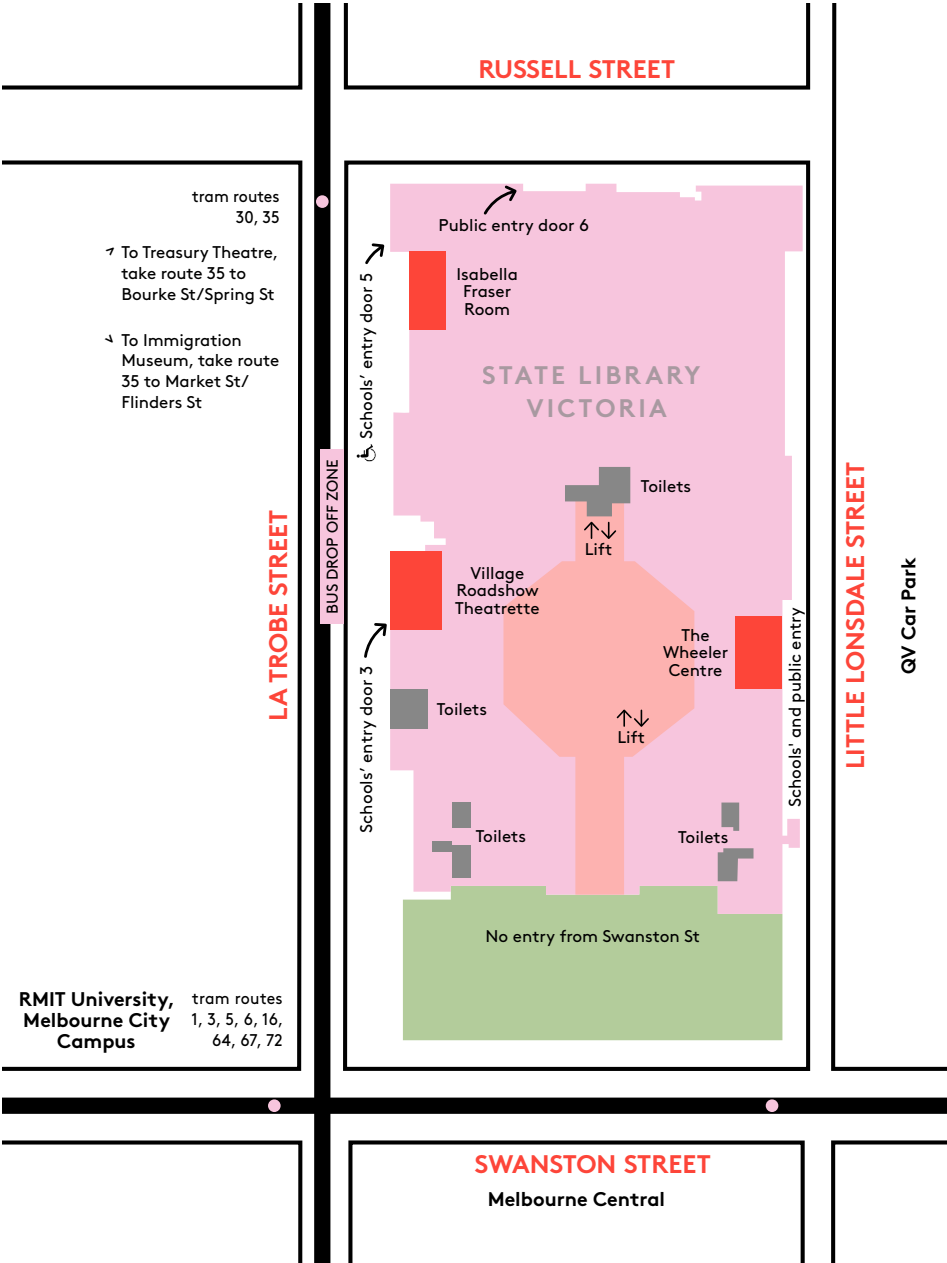 RUSSELL STREET
tram routes
30, 35
To Treasury Theatre,
take route 35 to
Bourke St/Spring St
To Immigration
Museum, take route
35 to Market St/
Flinders St
Public entry door 6
Schools’ entry door 5
Isabella
Fraser
Room
STATE LIBRARY
VICTORIA
Toilets
Lift
BUS DROP OFF ZONE
LA TROBE STREET
Village
Roadshow
Theatrette
The
Wheeler
Centre
Schools' and public entry
LITTLE LONSDALE STREET
QV Car Park
Schools’ entry door 3
Toilets
Lift
Toilets
Toilets
No entry from Swanston St
RMIT University,
Melbourne City
Campus
tram routes
1, 3, 5, 6, 16,
64, 67, 72
SWANSTON STREET
Melbourne Central